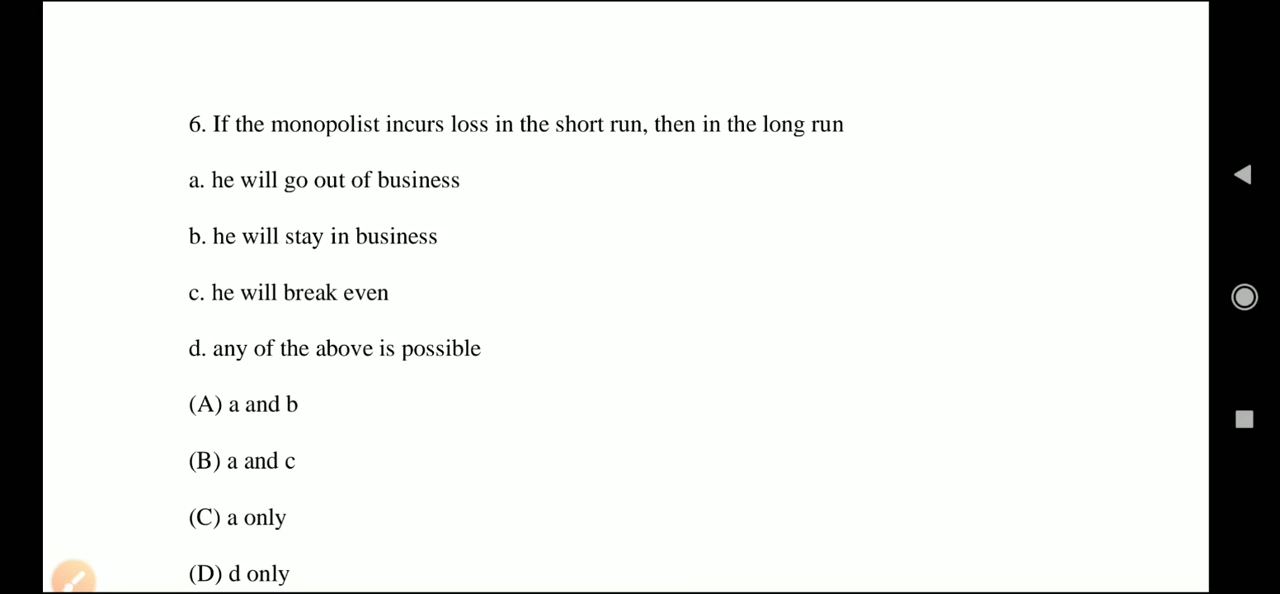 6. If the monopolist incurs loss in the short run, then in the long run
a. he will go out of business
b. he will stay in business
c. he will break even
d. any of the above is possible
(A) a and b
(B) a and c
(C) a only
(D) d only